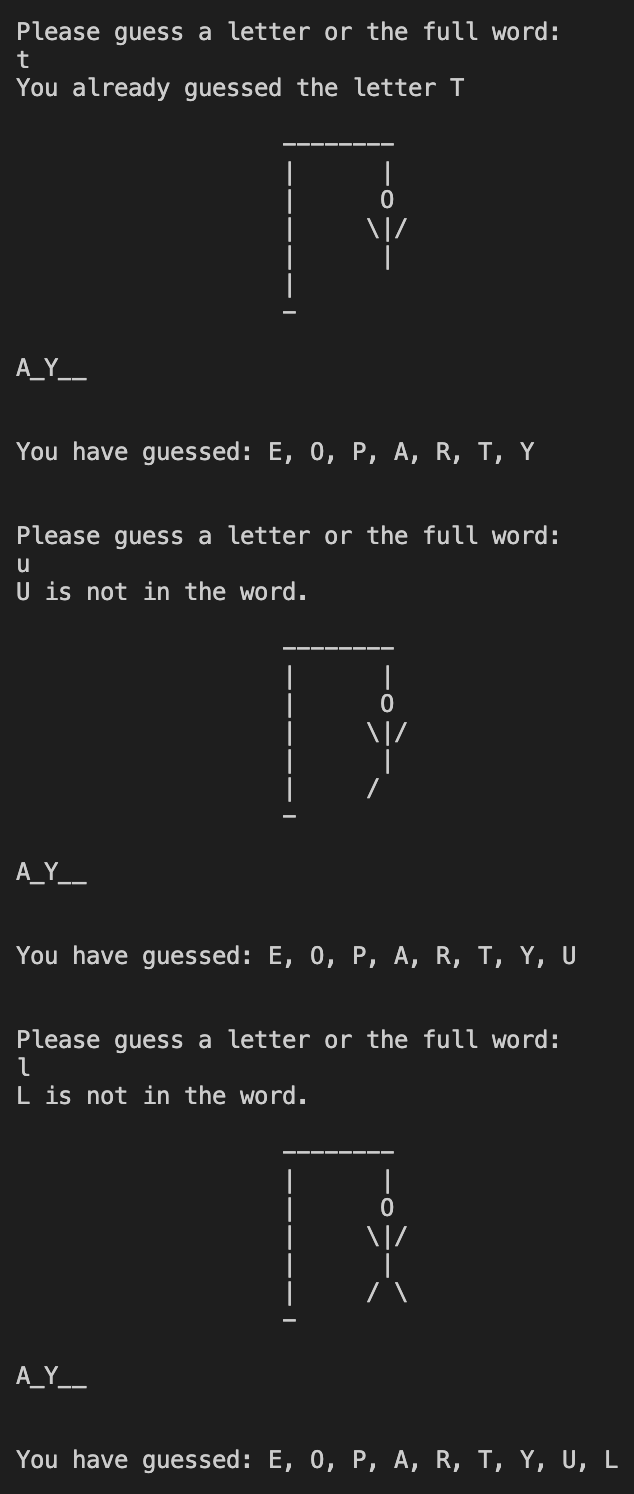 Please guess a letter or the full word:
t
You already guessed the letter T
                   --------
                   |      |
                   |      O
                   |     \|/
                   |      |
                   |
                   -
A_Y__
You have guessed: E, O, P, A, R, T, Y
Please guess a letter or the full word:
u
U is not in the word.
                   --------
                   |      |
                   |      O
                   |     \|/
                   |      |
                   |     /
                   -
A_Y__
You have guessed: E, O, P, A, R, T, Y, U
Please guess a letter or the full word:
l
L is not in the word.
                   --------
                   |      |
                   |      O
                   |     \|/
                   |      |
                   |     / \
                   -
A_Y__
You have guessed: E, O, P, A, R, T, Y, U, L